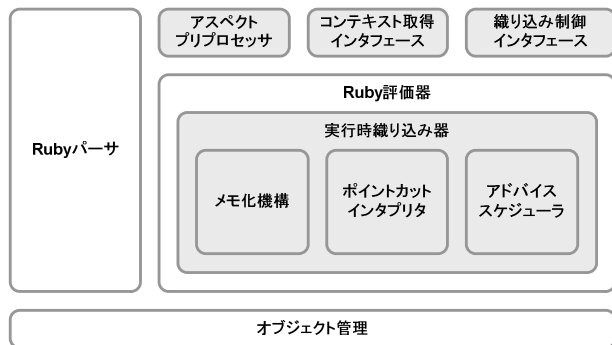 アスペクト
プリプロセッサ
コンテキスト取得
インタフェース
織り込み制御
インタフェース
Rubyパーサ
Ruby評価器
実行時織り込み器
メモ化機構
ポイントカット
インタプリタ
アドバイス
スケジューラ
オブジェクト管理